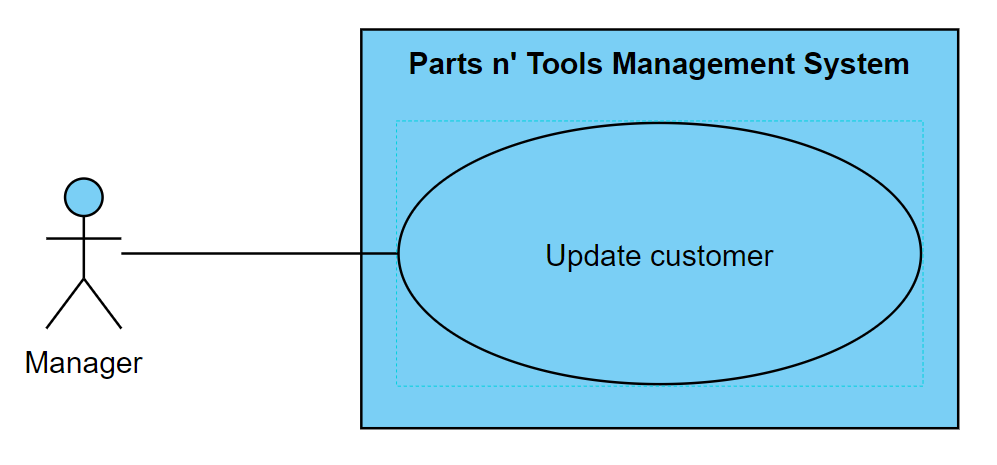 Parts n' Tools Management System
Update customer
Manager